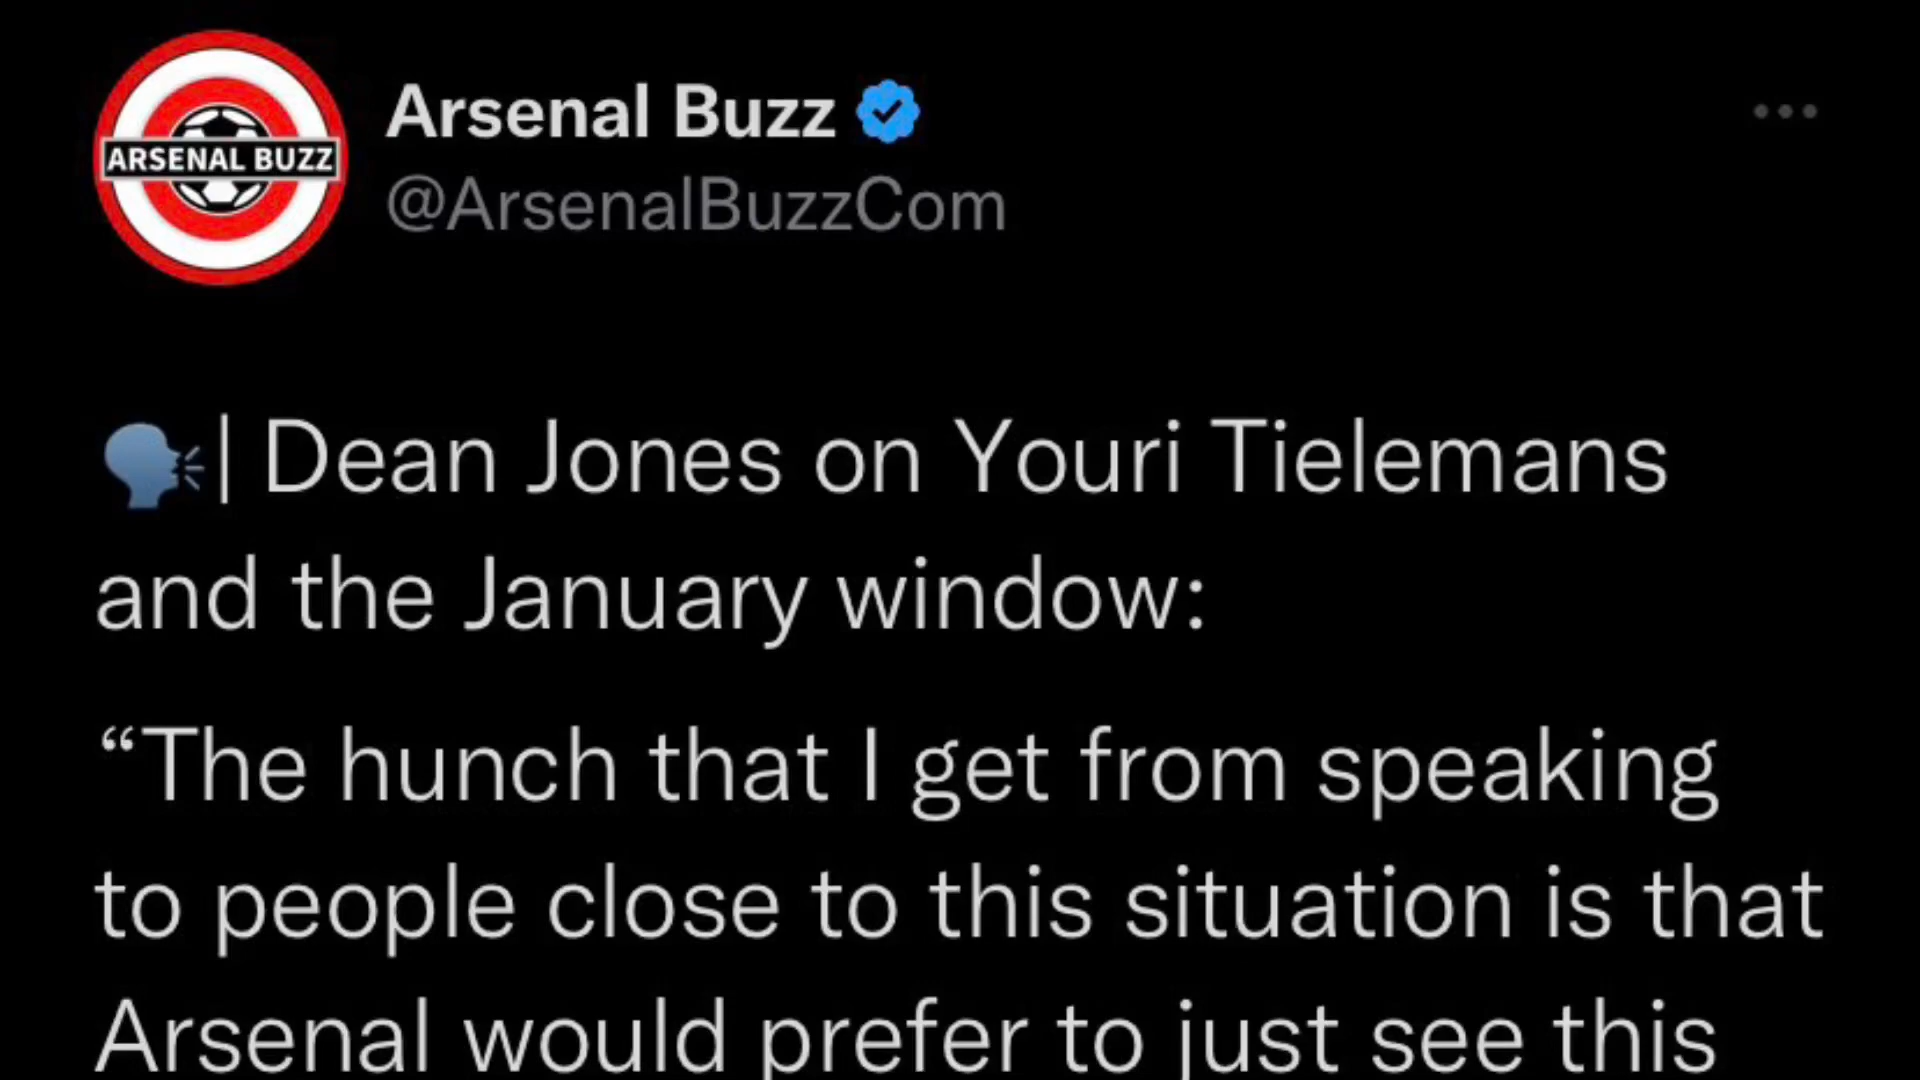 ARSENAL BUZZ
Arsenal Buzz
@ArsenalBuzzCom
🗣️| Dean Jones on Youri Tielemans
and the January window:
“The hunch that I get from speaking
to people close to this situation is that
Arsenal would prefer to just see this